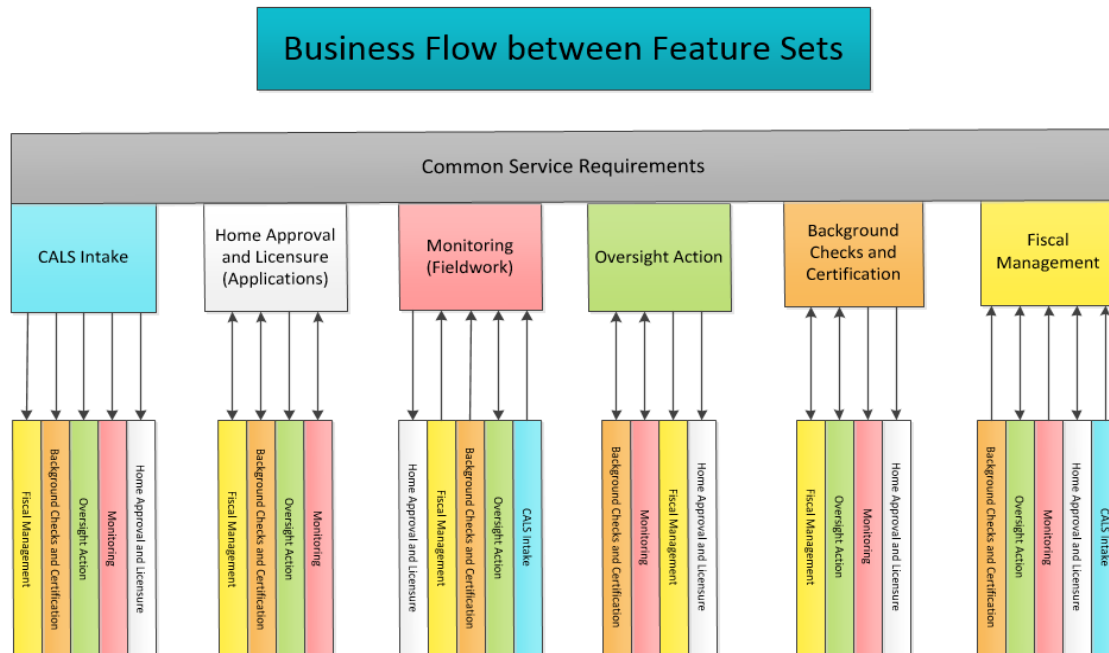 Business Flow between Feature Sets
Common Service Requirements
CALS Intake
Home Approval
and Licensure
(Applications)
Monitoring
(Fieldwork)
Oversight Action
Background
Checks and
Certification
Fiscal
Management
Fiscal Management
Background Checks and Certification
Oversight Action
Monitoring
Home Approval and Licensure
Fiscal Management
Background Checks and Certification
Oversight Action
Monitoring
Home Approval and Licensure
Fiscal Management
Background Checks and Certification
Oversight Action
CALS Intake
Background Checks and Certification
Monitoring
Fiscal Management
Home Approval and Licensure
Fiscal Management
Oversight Action
Monitoring
Home Approval and Licensure
Background Checks and Certification
Oversight Action
Monitoring
Home Approval and Licensure
CALS Intake